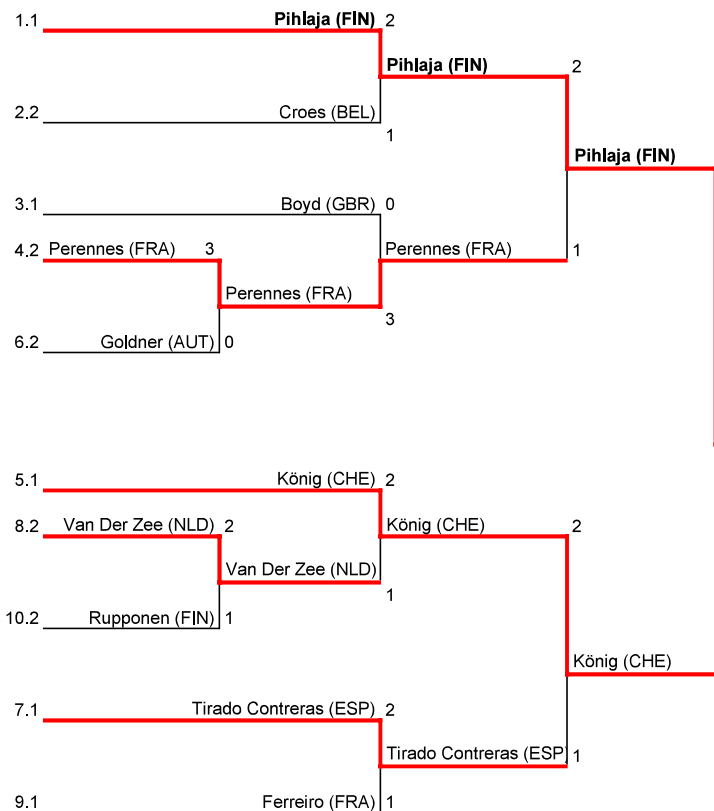 1.1 Pihlaja (FIN) 2
Pihlaja (FIN) 2
2.2 Croes (BEL)
1
Pihlaja (FIN)
3.1 Boyd (GBR) 0
4.2 Perennes (FRA) 3 Perennes (FRA) 1
Perennes (FRA)
3
6.2 Goldner (AUT) 0
5.1 König (CHE) 2
8.2 Van Der Zee (NLD) 2 König (CHE) 2
Van Der Zee (NLD)
1
10.2 Rupponen (FIN) 1
König (CHE)
7.1 Tirado Contreras (ESP) 2
Tirado Contreras (ESP) 1
9.1 Ferreiro (FRA) 1